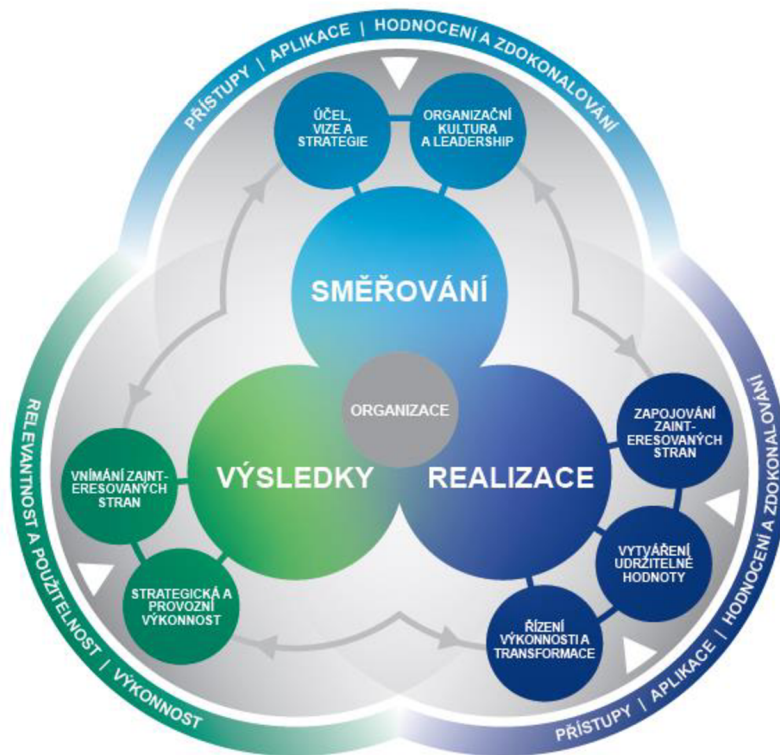 PŘÍSTUPY | APLIKACE | HODNOCENÍ A ZDOKONALOVÁNÍ
ÚČEL,
VIZE A
STRATEGIE
ORGANIZAČNÍ
KULTURA
A LEADERSHIP
SMĚŘOVÁNÍ
ORGANIZACE
VÝSLEDKY
REALIZACE
VNÍMÁNÍ ZAINT-
ERESOVANÝCH
STRAN
STRATEGICKÁ A
PROVOZNÍ
VÝKONNOST
ZAPOJOVÁNÍ
ZAINT-
ERESOVANÝCH
STRAN
VYTVÁŘENÍ
UDRŽITELNÉ
HODNOTY
ŘÍZENÍ
VÝKONNOSTI A
TRANSFORMACE
RELEVANTNOST A POUŽITELNOST | VÝKONNOST
PŘÍSTUPY | APLIKACE | HODNOCENÍ A ZDOKONALOVÁNÍ